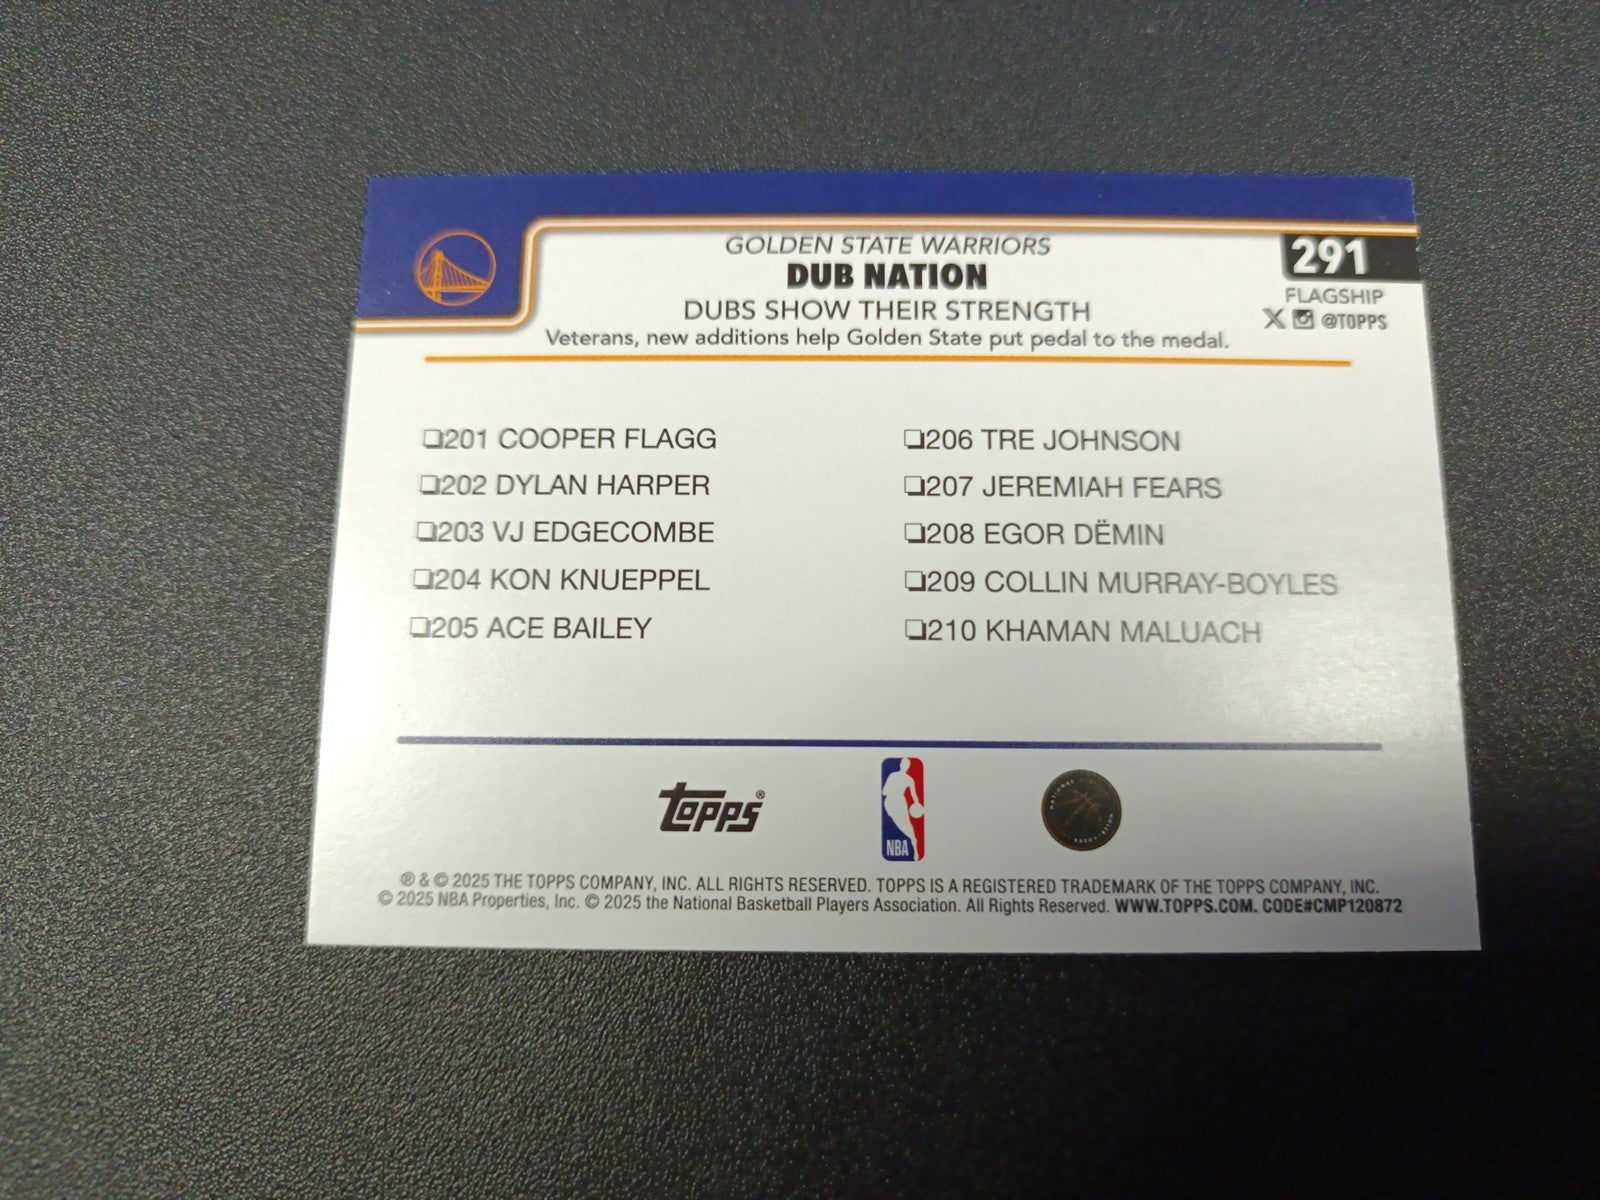 GOLDEN STATE WARRIORS
DUB NATION
DUBS SHOW THEIR STRENGTH
Veterans, new additions help Golden State put pedal to the medal.
291
FLAGSHIP
X @TOPPS
❏201 COOPER FLAGG
❏202 DYLAN HARPER
❏203 VJ EDGECOMBE
❏204 KON KNUEPPEL
❏205 ACE BAILEY
❏206 TRE JOHNSON
❏207 JEREMIAH FEARS
❏208 EGOR DËMIN
❏209 COLLIN MURRAY-BOYLES
❏210 KHAMAN MALUACH
Topps®
NBA
® & © 2025 THE TOPPS COMPANY, INC. ALL RIGHTS RESERVED. TOPPS IS A REGISTERED TRADEMARK OF THE TOPPS COMPANY, INC.
© 2025 NBA Properties, Inc. © 2025 the National Basketball Players Association. All Rights Reserved. WWW.TOPPS.COM. CODE#CMP120872